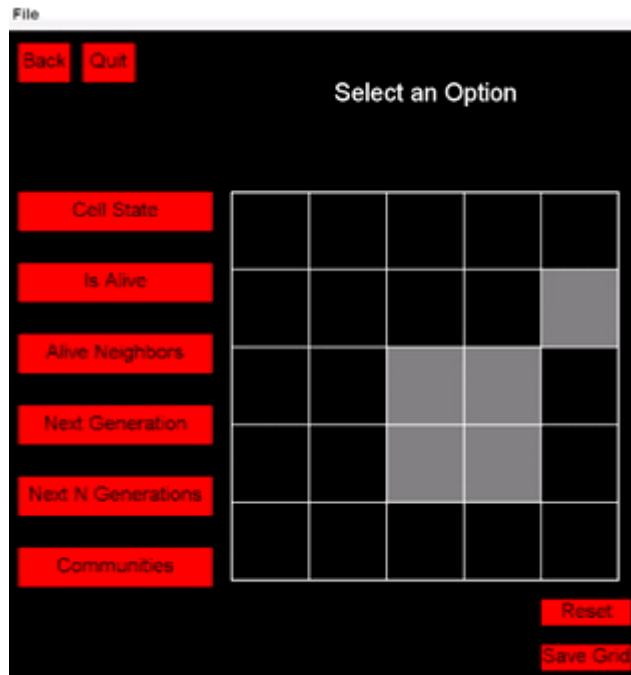 File
Back Quit
Select an Option
Cell State
Is Alive
Alive Neighbors
Next Generation
Next N Generations
Communities
Reset
Save Grid